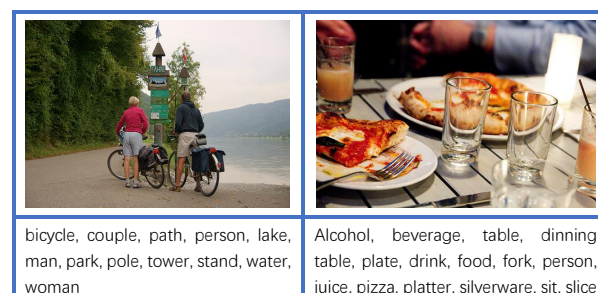 bicycle, couple, path, person, lake,
man, park, pole, tower, stand, water,
woman
Alcohol, beverage, table, dinning
table, plate, drink, food, fork, person,
juice, pizza, platter, silverware, sit, slice